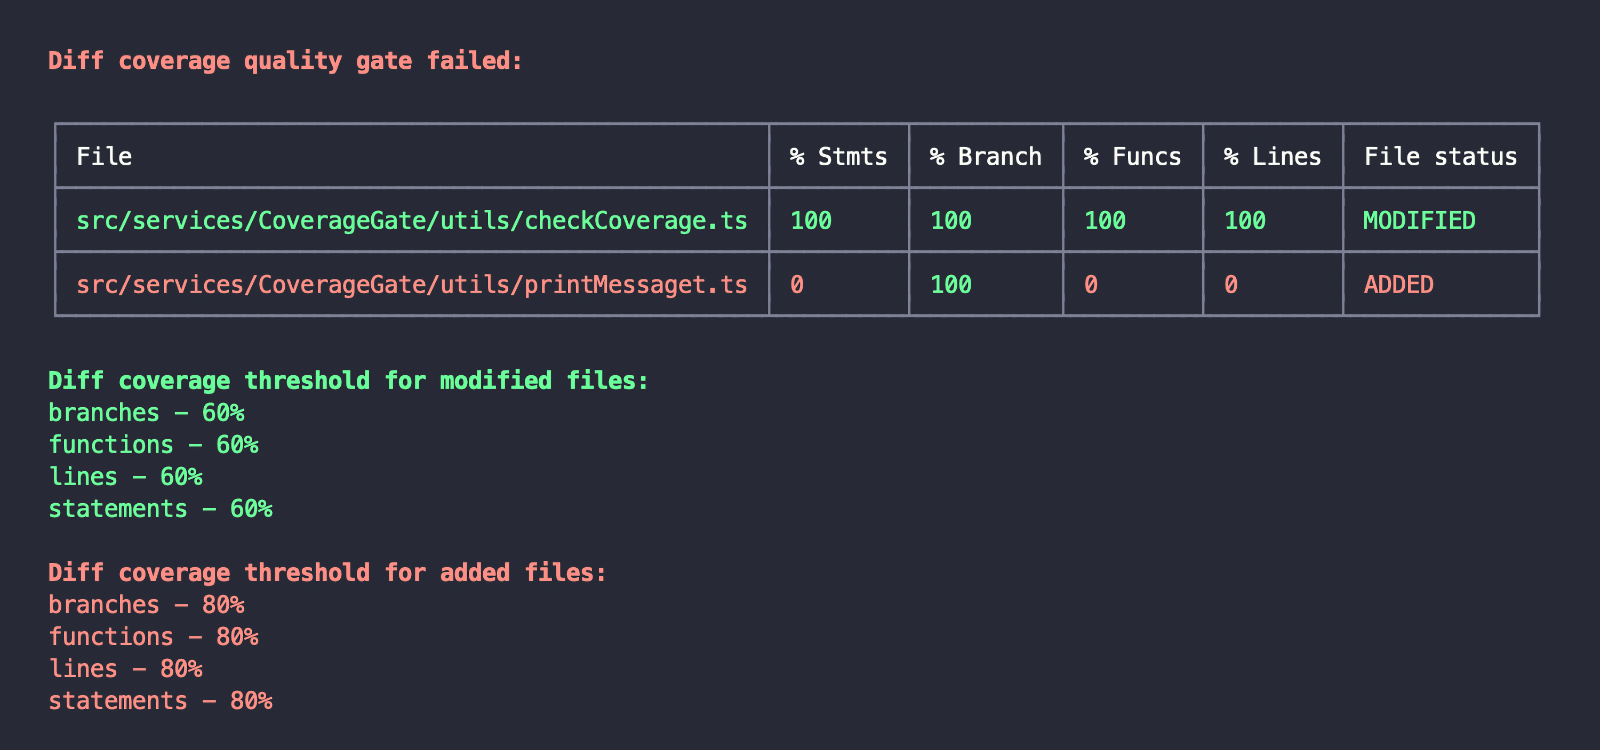 Diff coverage quality gate failed:
File % Stmts % Branch % Funcs % Lines File status
src/services/CoverageGate/utils/checkCoverage.ts 100 100 100 100 MODIFIED
src/services/CoverageGate/utils/printMessaget.ts 0 100 0 0 ADDED
Diff coverage threshold for modified files:
branches – 60%
functions – 60%
lines – 60%
statements – 60%
Diff coverage threshold for added files:
branches – 80%
functions – 80%
lines – 80%
statements – 80%